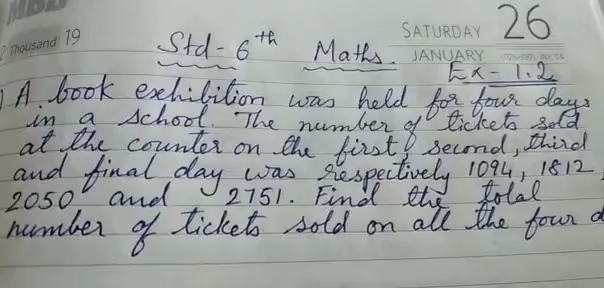 2 Thousand 19
SATURDAY 26
JANUARY
Std - 6th Maths.
Ex - 1.2
A book exhibition was held for four days
in a school. The number of tickets sold
at the counter on the first, second, third
and final day was respectively 1094, 1812,
2050 and 2751. Find the total
number of tickets sold on all the four d